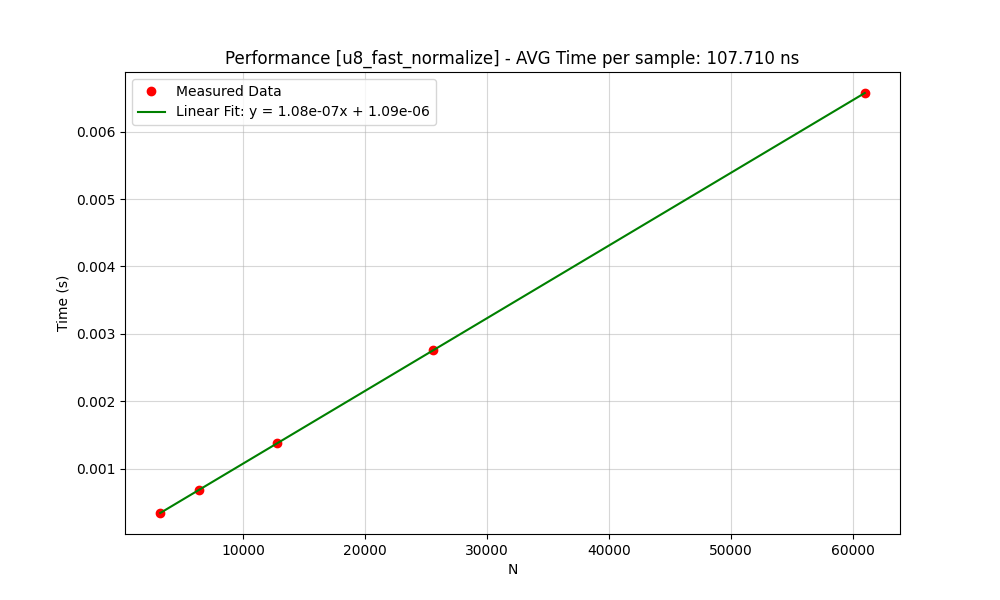 Performance [u8_fast_normalize] - AVG Time per sample: 107.710 ns
Measured Data
Linear Fit: y = 1.08e-07x + 1.09e-06
0.006
0.005
0.004
0.003
0.002
0.001
Time (s)
10000 20000 30000 40000 50000 60000
N